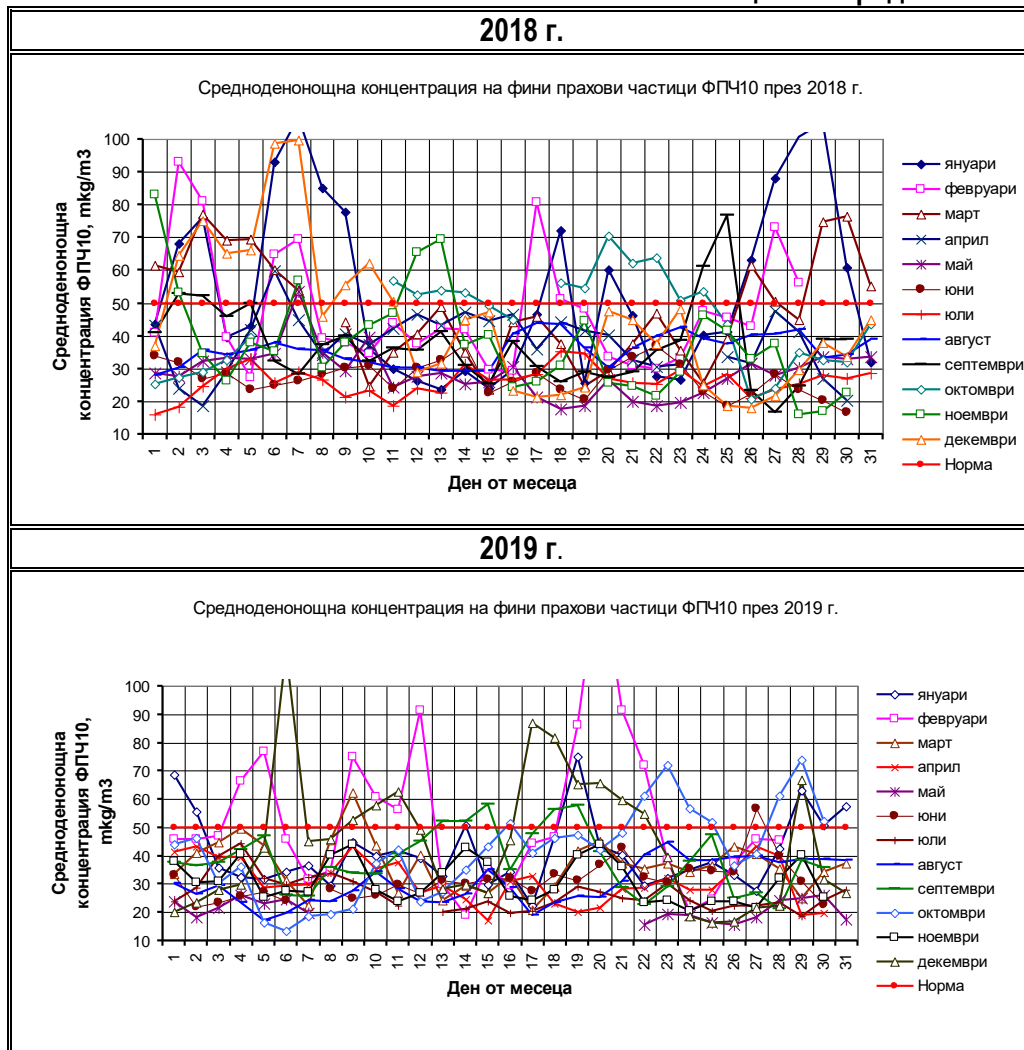 2018 г.
Средноденонощна концентрация на фини прахови частици ФПЧ10 през 2018 г.
Средноденонощна
концентрация ФПЧ10, mkg/m3
100
90
80
70
60
50
40
30
20
10
1 2 3 4 5 6 7 8 9 10 11 12 13 14 15 16 17 18 19 20 21 22 23 24 25 26 27 28 29 30 31
Ден от месеца
януари
февруари
март
април
май
юни
юли
август
септември
октомври
ноември
декември
Норма
2019 г.
Средноденонощна концентрация на фини прахови частици ФПЧ10 през 2019 г.
Средноденонощна
концентрация ФПЧ10,
mkg/m3
100
90
80
70
60
50
40
30
20
10
1 2 3 4 5 6 7 8 9 10 11 12 13 14 15 16 17 18 19 20 21 22 23 24 25 26 27 28 29 30 31
Ден от месеца
януари
февруари
март
април
май
юни
юли
август
септември
октомври
ноември
декември
Норма